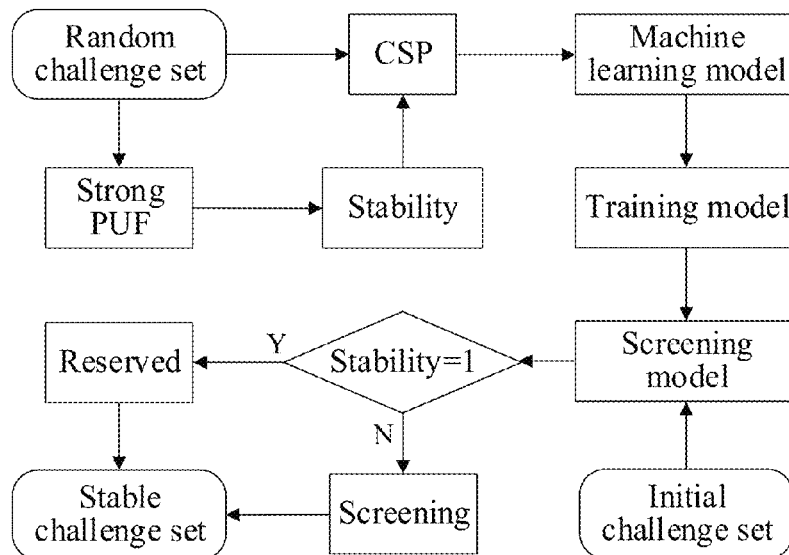 Random
challenge set
CSP
Machine
learning model
Strong
PUF
Stability
Training model
Reserved
Y
Stability=1
Screening
model
N
Stable
challenge set
Screening
Initial
challenge set